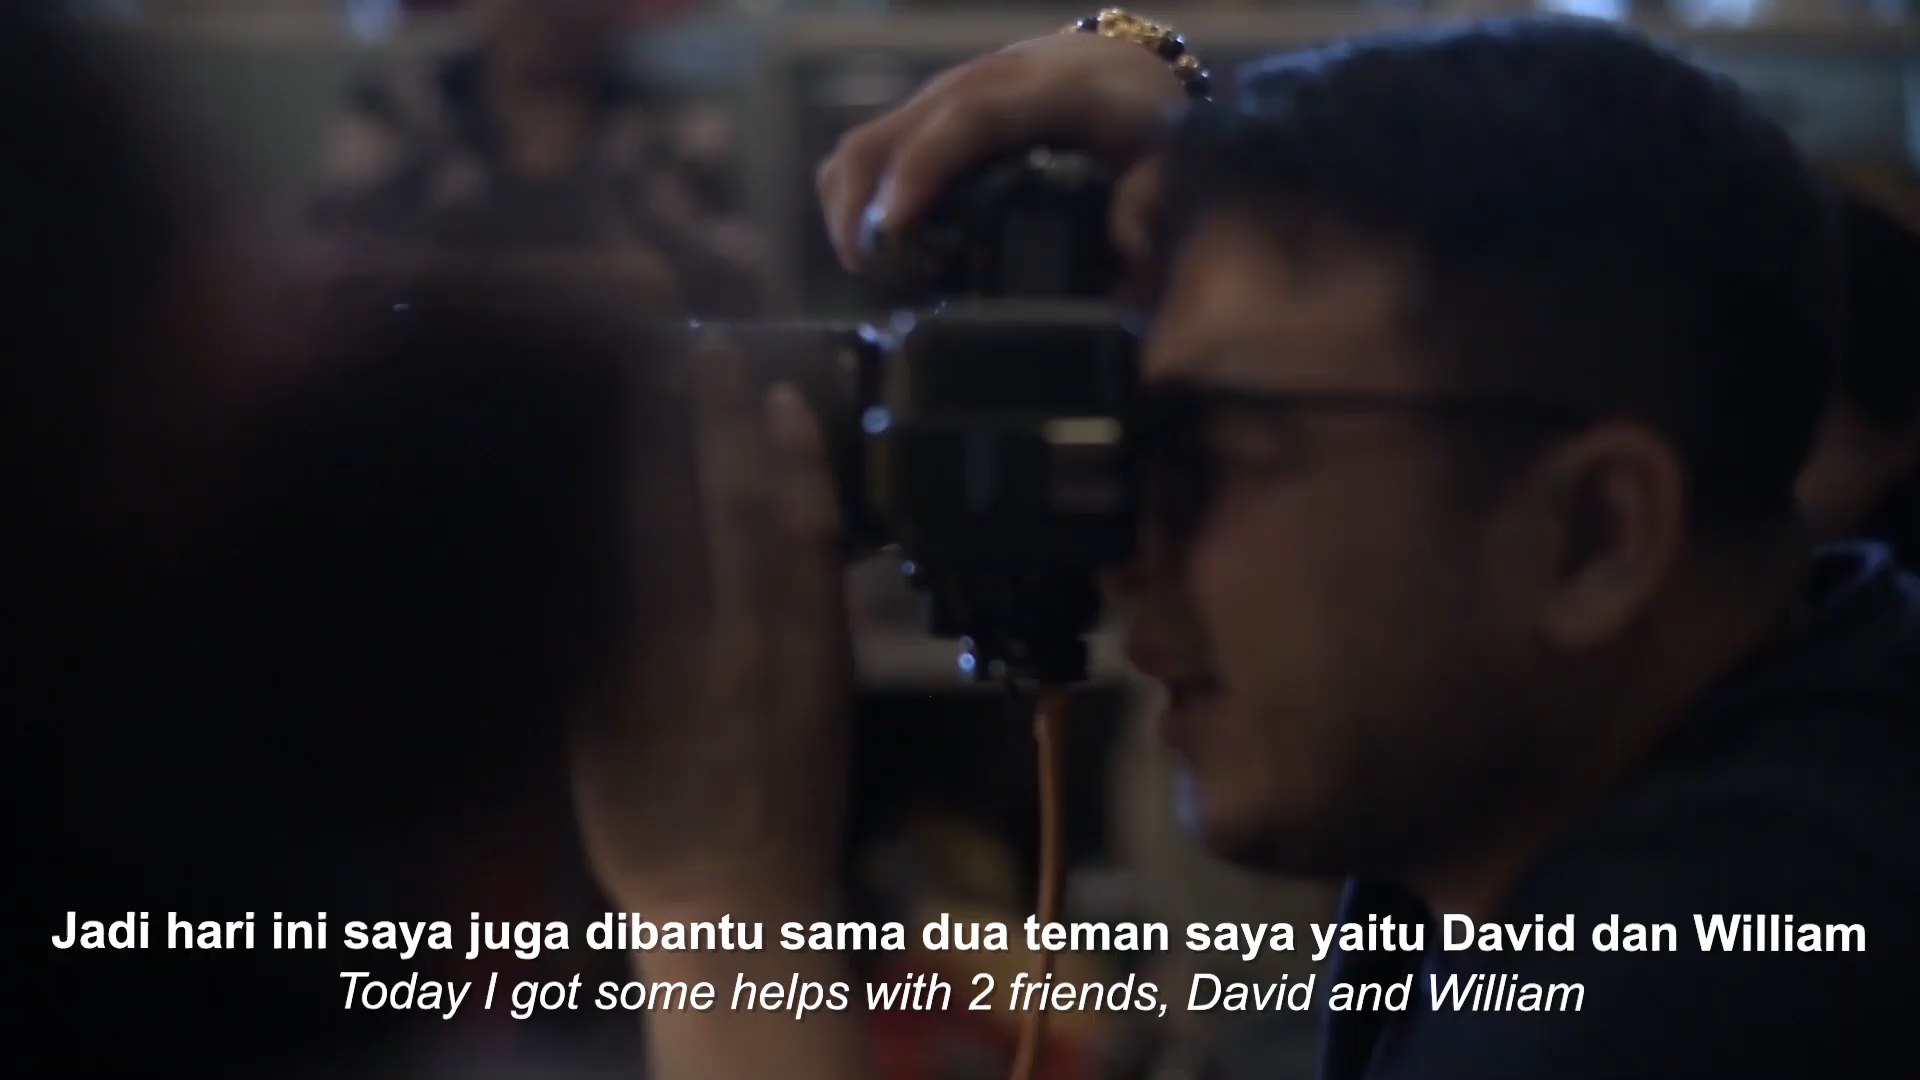 Jadi hari ini saya juga dibantu sama dua teman saya yaitu David dan William
Today I got some helps with 2 friends, David and William